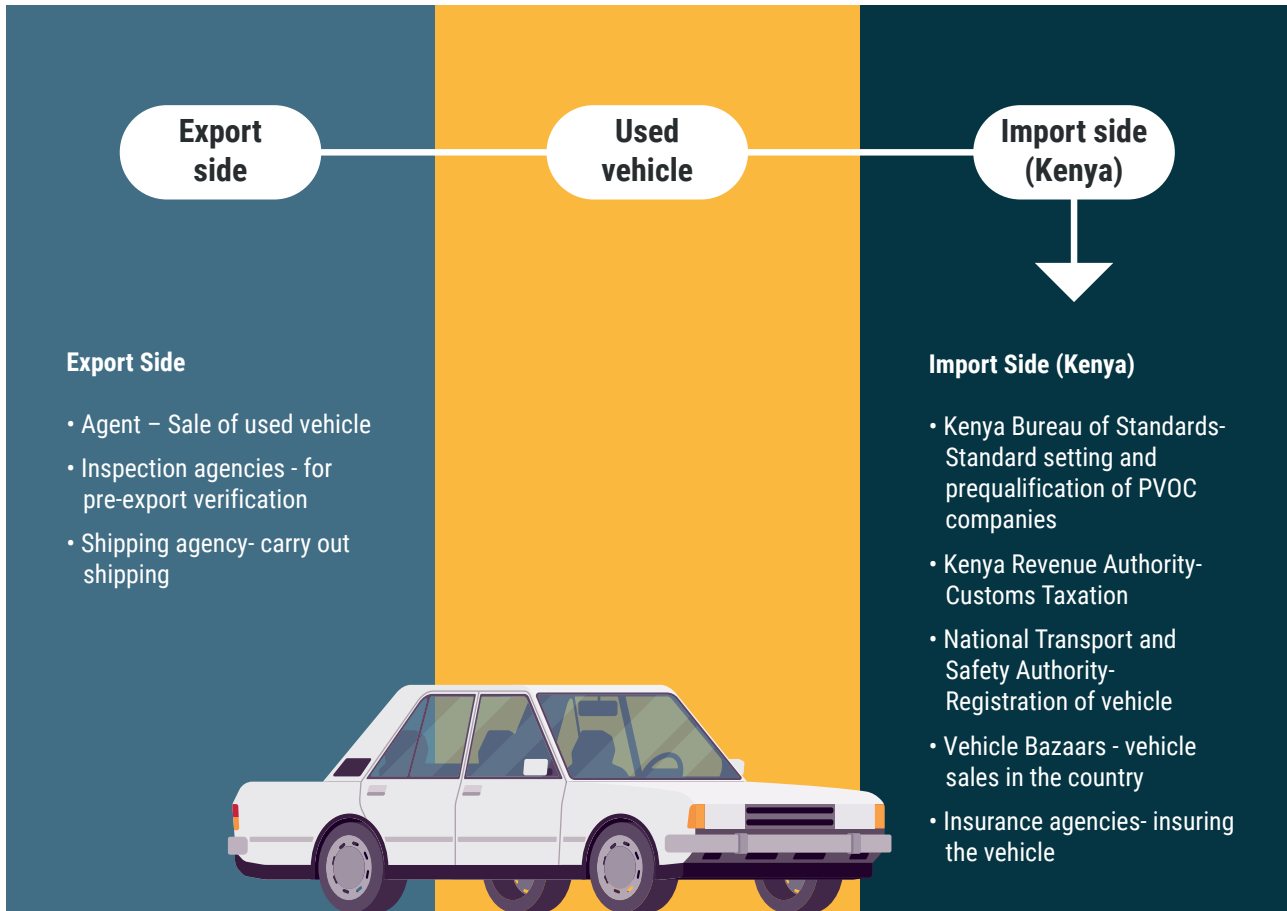 Export
side
Used
vehicle
Import side
(Kenya)
Export Side
• Agent – Sale of used vehicle
• Inspection agencies - for
pre-export verification
• Shipping agency- carry out
shipping
Import Side (Kenya)
• Kenya Bureau of Standards-
Standard setting and
prequalification of PVOC
companies
• Kenya Revenue Authority-
Customs Taxation
• National Transport and
Safety Authority-
Registration of vehicle
• Vehicle Bazaars - vehicle
sales in the country
• Insurance agencies- insuring
the vehicle